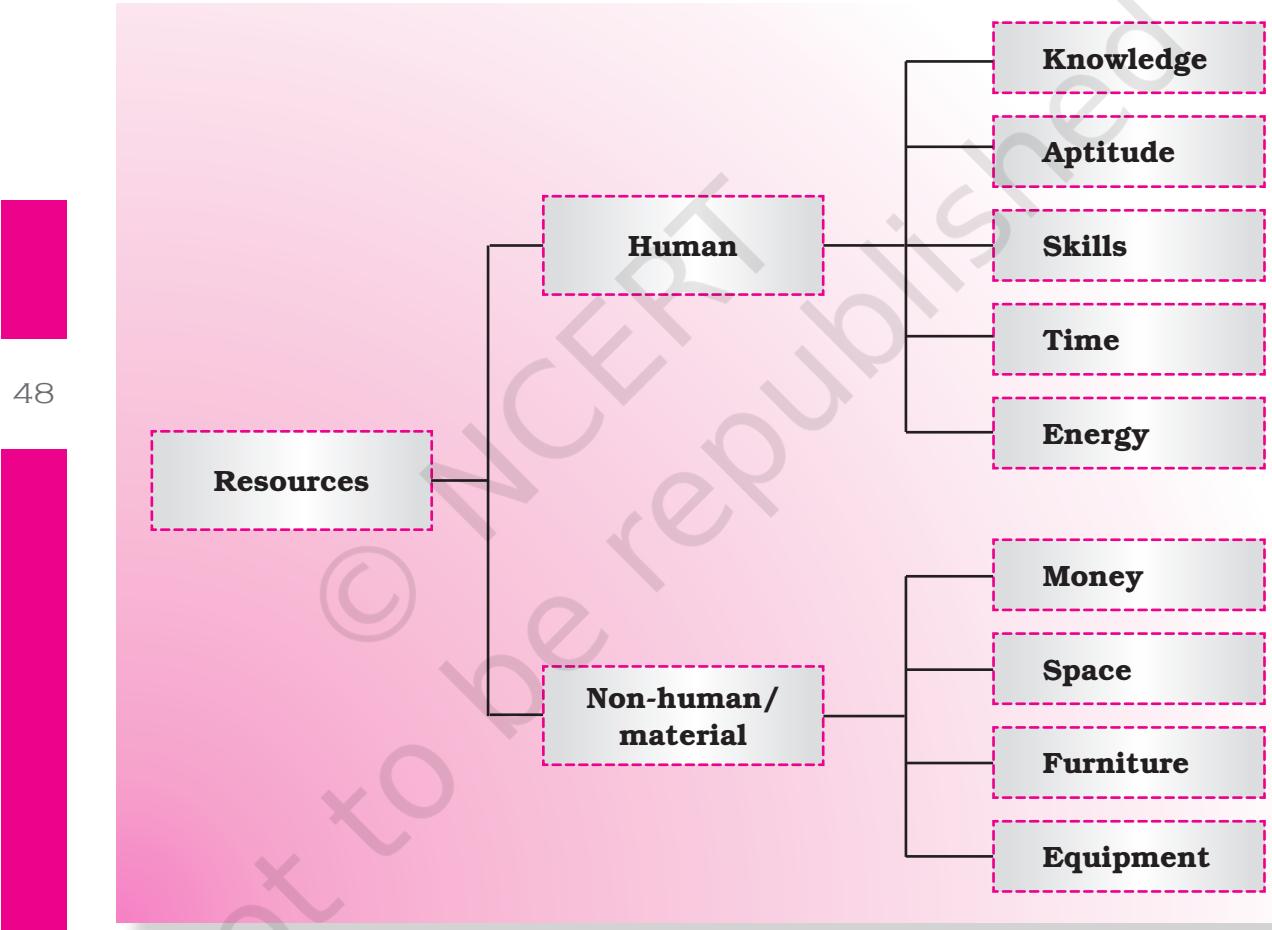 Knowledge
Aptitude
Human
Skills
Time
48
Energy
Resources
Money
Space
Non-human/
material
Furniture
Equipment
© NCERT
not to be republished